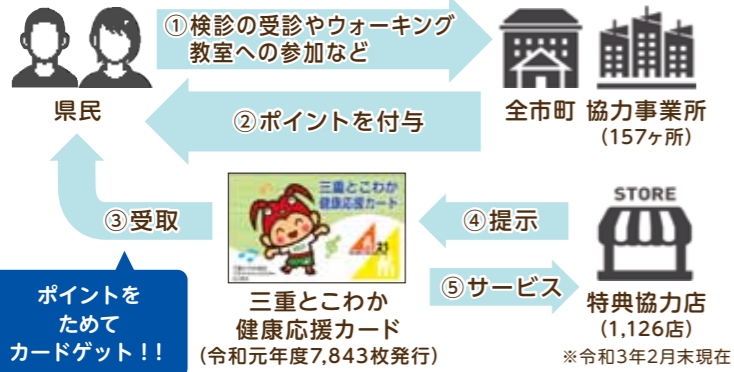 ①検診の受診やウォーキング
教室への参加など
県民
②ポイントを付与
全市町
協力事業所
(157ヶ所)
③受取
三重とこわか
健康応援カード
④提示
STORE
⑤サービス
特典協力店
(1,126店)
※令和3年2月末現在
三重とこわか
健康応援カード
(令和元年度7,843枚発行)
ポイントを
ためて
カードゲット!!